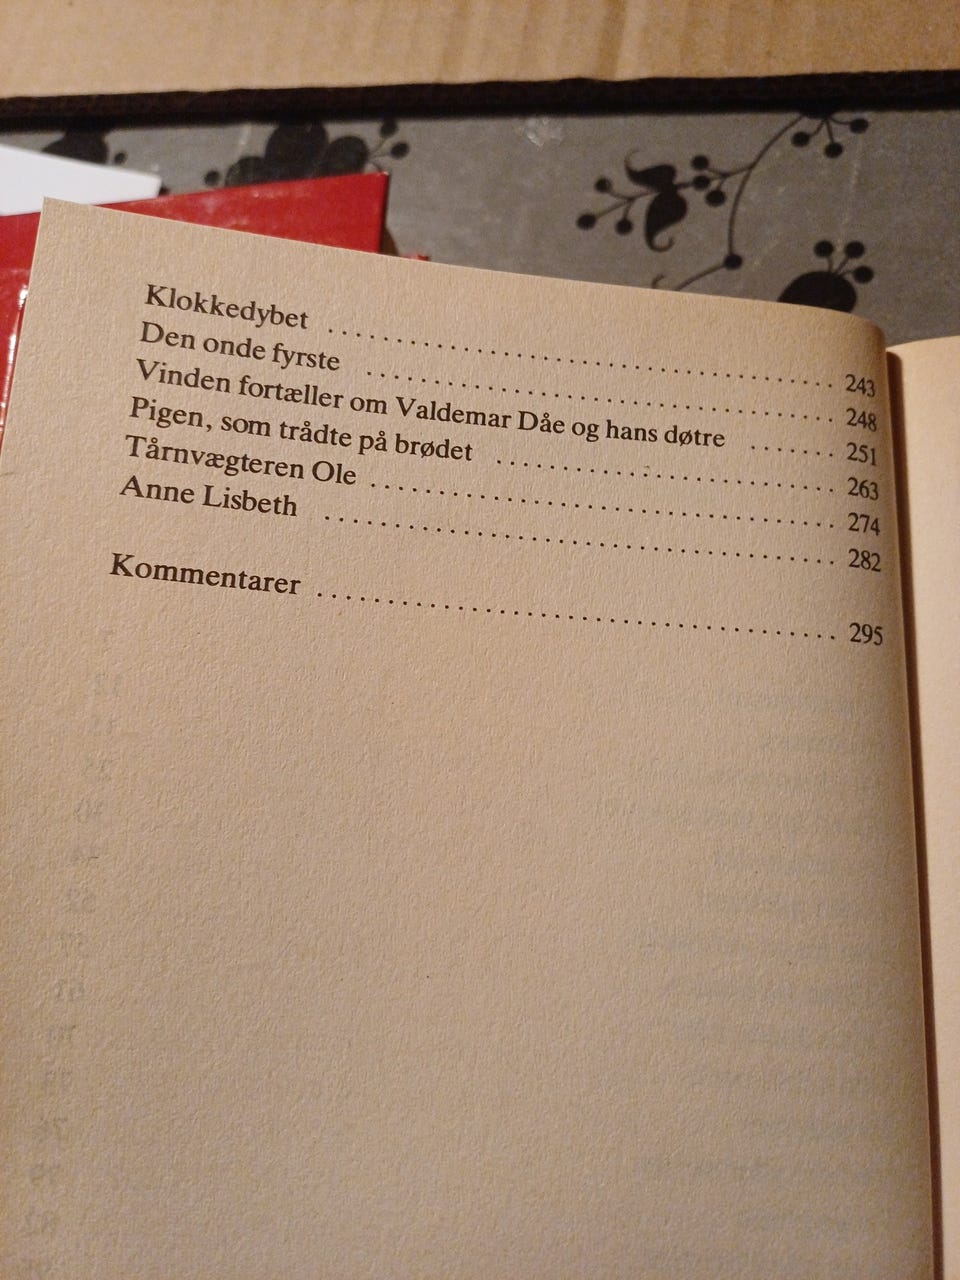 Klokkedybet ........................................ 243
Den onde fyrste ..................................... 248
Vinden fortæller om Valdemar Dåe og hans døtre ....... 251
Pigen, som trådte på brødet ......................... 263
Tårnvægteren Ole .................................... 274
Anne Lisbeth ........................................ 282
Kommentarer ......................................... 295